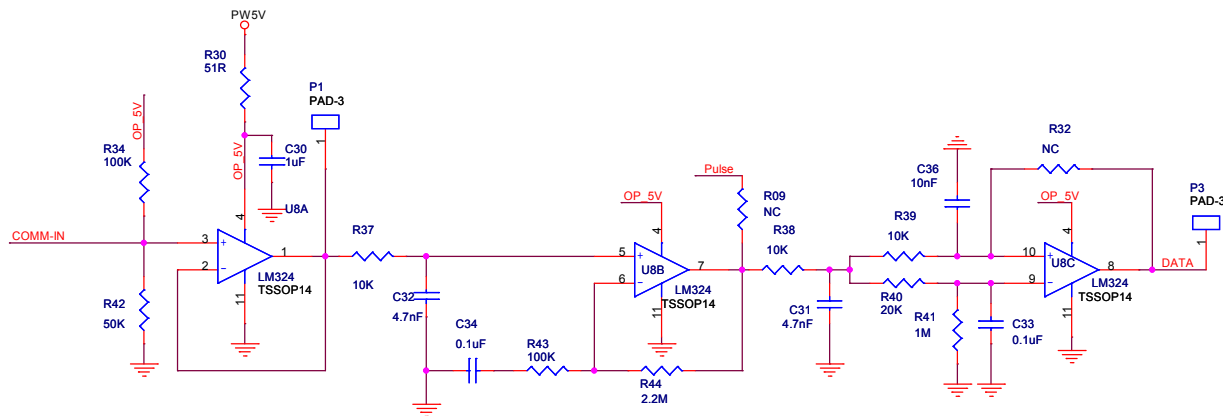 PW5V
R30
51R
P1
PAD-3
1
OP_5V
R34
100K
OP_5V
C30
1uF
4
U8A
COMM-IN
3
+
1
2
-
LM324
TSSOP14
11
R42
50K
R37
10K
C32
4.7nF
C34
0.1uF
R43
100K
R44
2.2M
OP_5V
4
5
+
U8B
7
6
-
LM324
TSSOP14
11
Pulse
R09
NC
R38
10K
C31
4.7nF
C36
10nF
R39
10K
R40
20K
R41
1M
C33
0.1uF
R32
NC
OP_5V
4
10
+
U8C
8
9
-
LM324
TSSOP14
11
DATA
P3
PAD-3
1